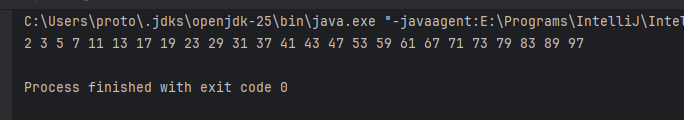 C:\Users\proto\.jdks\openjdk-25\bin\java.exe "-javaagent:E:\Programs\IntelliJ\Intel
2 3 5 7 11 13 17 19 23 29 31 37 41 43 47 53 59 61 67 71 73 79 83 89 97
Process finished with exit code 0